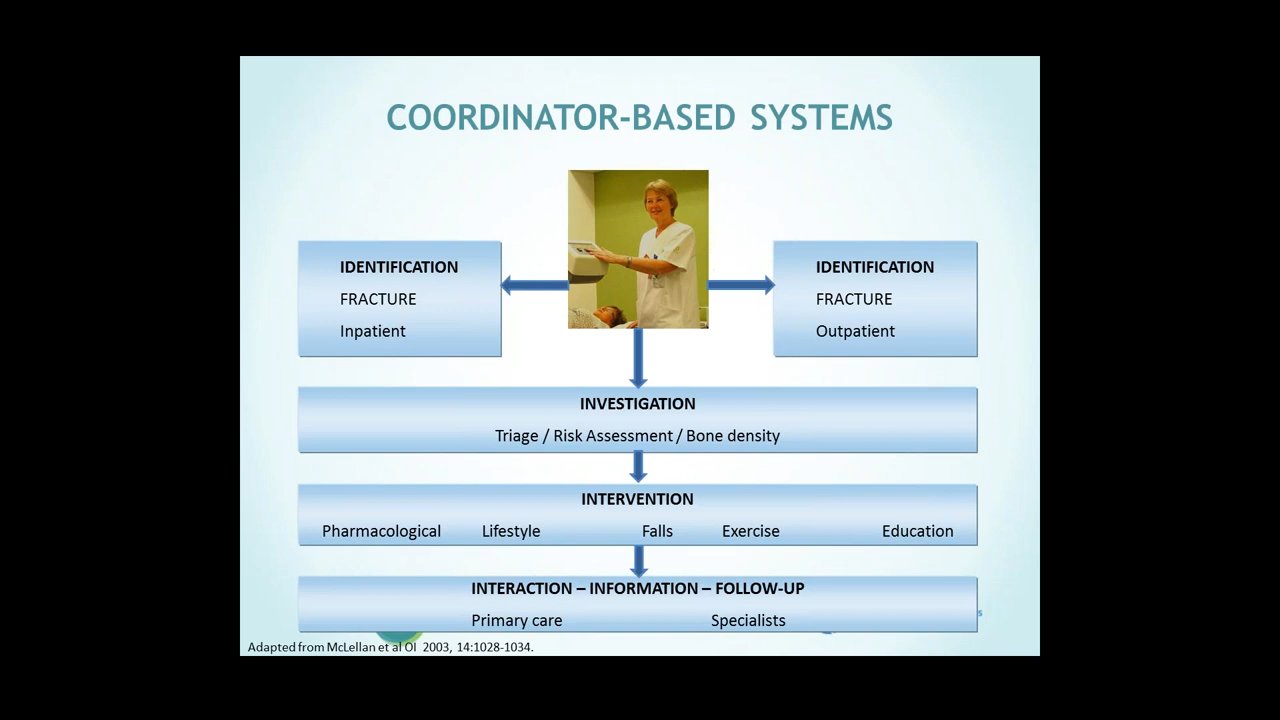 COORDINATOR-BASED SYSTEMS
IDENTIFICATION
FRACTURE
Inpatient
IDENTIFICATION
FRACTURE
Outpatient
INVESTIGATION
Triage / Risk Assessment / Bone density
INTERVENTION
Pharmacological Lifestyle Falls Exercise Education
INTERACTION – INFORMATION – FOLLOW-UP
Primary care Specialists
Adapted from McLellan et al OI 2003, 14:1028-1034.